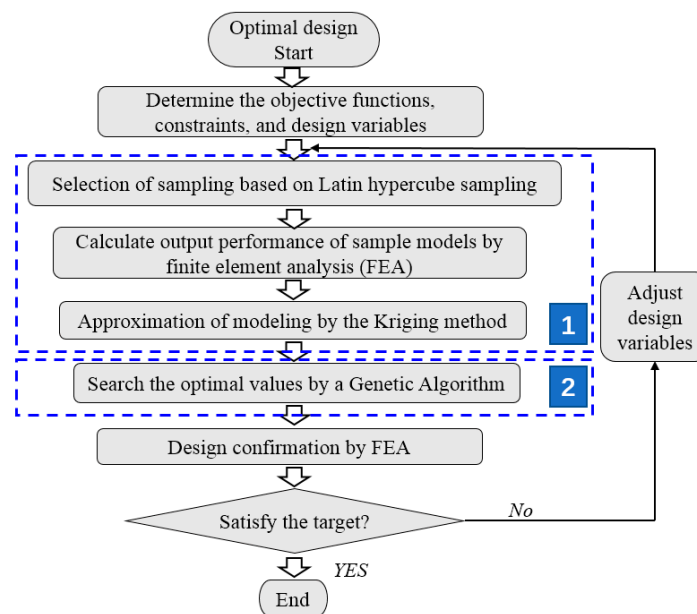 Optimal design
Start
Determine the objective functions,
constraints, and design variables
Selection of sampling based on Latin hypercube sampling
Calculate output performance of sample models by
finite element analysis (FEA)
Approximation of modeling by the Kriging method
1
Adjust
design
variables
Search the optimal values by a Genetic Algorithm
2
Design confirmation by FEA
Satisfy the target?
No
YES
End